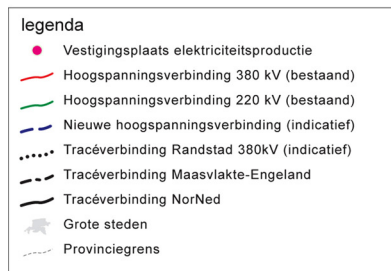 legenda
Vestigingsplaats elektriciteitsproductie
Hoogspanningsverbinding 380 kV (bestaand)
Hoogspanningsverbinding 220 kV (bestaand)
Nieuwe hoogspanningsverbinding (indicatief)
Tracéverbinding Randstad 380kV (indicatief)
Tracéverbinding Maasvlakte-Engeland
Tracéverbinding NorNed
Grote steden
Provinciegrens